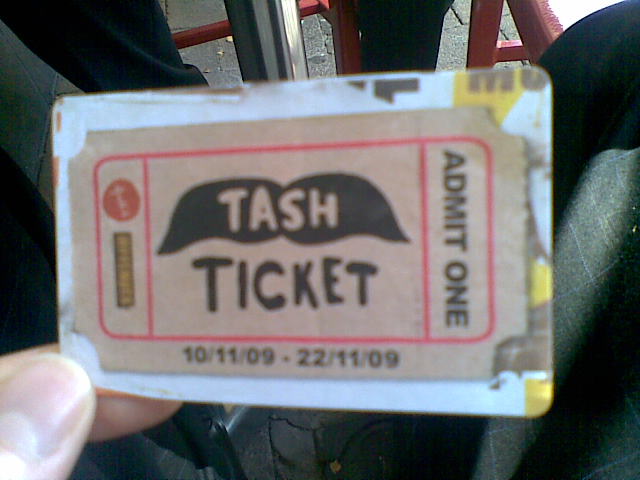 TASH
TICKET
ADMIT ONE
10/11/09 - 22/11/09